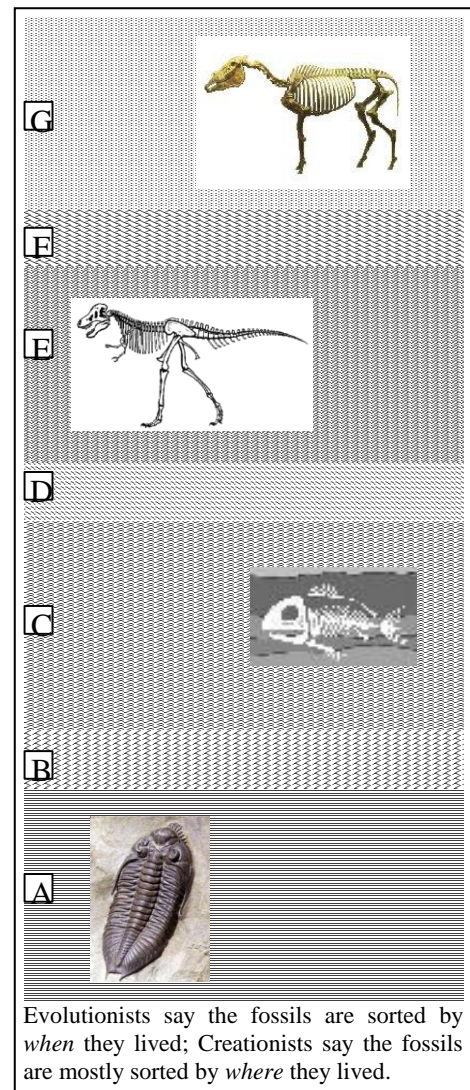 G
F
E
D
C
B
A
Evolutionists say the fossils are sorted by
when they lived; Creationists say the fossils
are mostly sorted by where they lived.